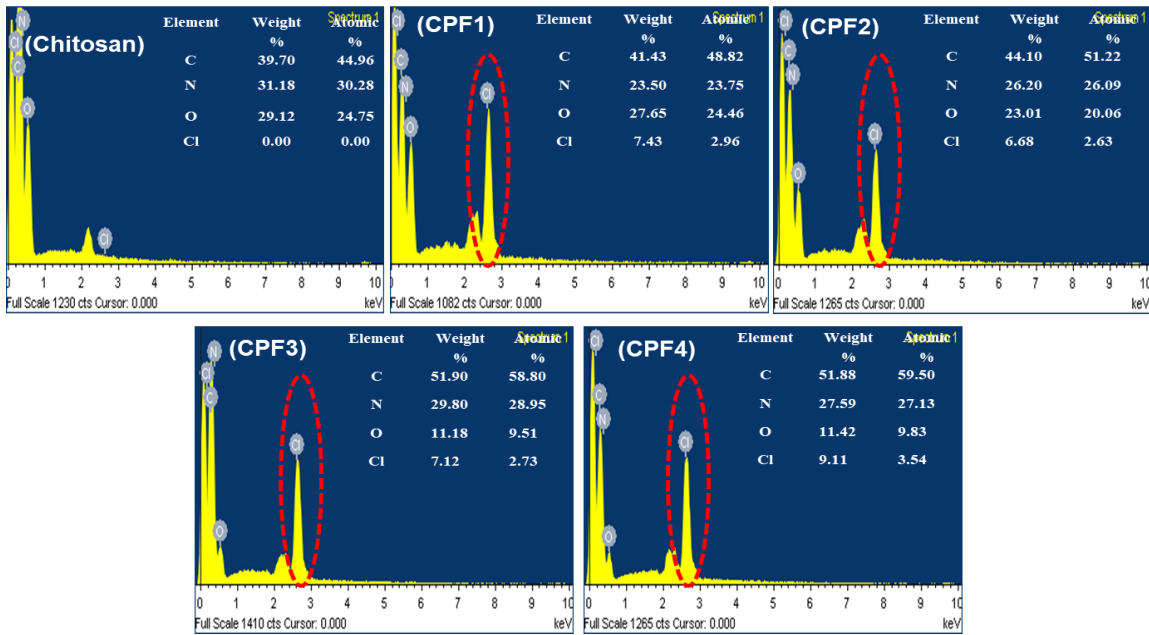 (Chitosan)
Spectrum 1
Element Weight % Atomic %
C 39.70 44.96
N 31.18 30.28
O 29.12 24.75
Cl 0.00 0.00
N
Cl
C
O
Cl
0 1 2 3 4 5 6 7 8 9 10
Full Scale 1230 cts Cursor: 0.000 keV
(CPF1)
Spectrum 1
Element Weight % Atomic %
C 41.43 48.82
N 23.50 23.75
O 27.65 24.46
Cl 7.43 2.96
Cl
C
N
O
Cl
0 1 2 3 4 5 6 7 8 9 10
Full Scale 1082 cts Cursor: 0.000 keV
(CPF2)
Spectrum 1
Element Weight % Atomic %
C 44.10 51.22
N 26.20 26.09
O 23.01 20.06
Cl 6.68 2.63
Cl
C
N
O
Cl
0 1 2 3 4 5 6 7 8 9 10
Full Scale 1265 cts Cursor: 0.000 keV
(CPF3)
Spectrum 1
Element Weight % Atomic %
C 51.90 58.80
N 29.80 28.95
O 11.18 9.51
Cl 7.12 2.73
N
Cl
C
O
Cl
0 1 2 3 4 5 6 7 8 9 10
Full Scale 1410 cts Cursor: 0.000 keV
(CPF4)
Spectrum 1
Element Weight % Atomic %
C 51.88 59.50
N 27.59 27.13
O 11.42 9.83
Cl 9.11 3.54
Cl
C
N
O
Cl
0 1 2 3 4 5 6 7 8 9 10
Full Scale 1265 cts Cursor: 0.000 keV